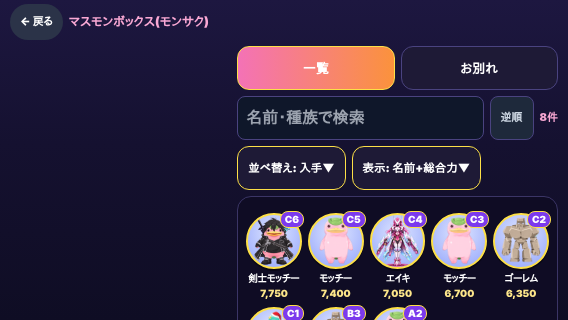 ← 戻る
マスモンボックス(モンサク)
一覧
お別れ
名前・種族で検索
逆順
8件
並べ替え: 入手▼
表示: 名前+総合力▼
C6
C5
C4
C3
C2
剣士モッチー
モッチー
エイキ
モッチー
ゴーレム
7,750
7,400
7,050
6,700
6,350
C1
B3
A2